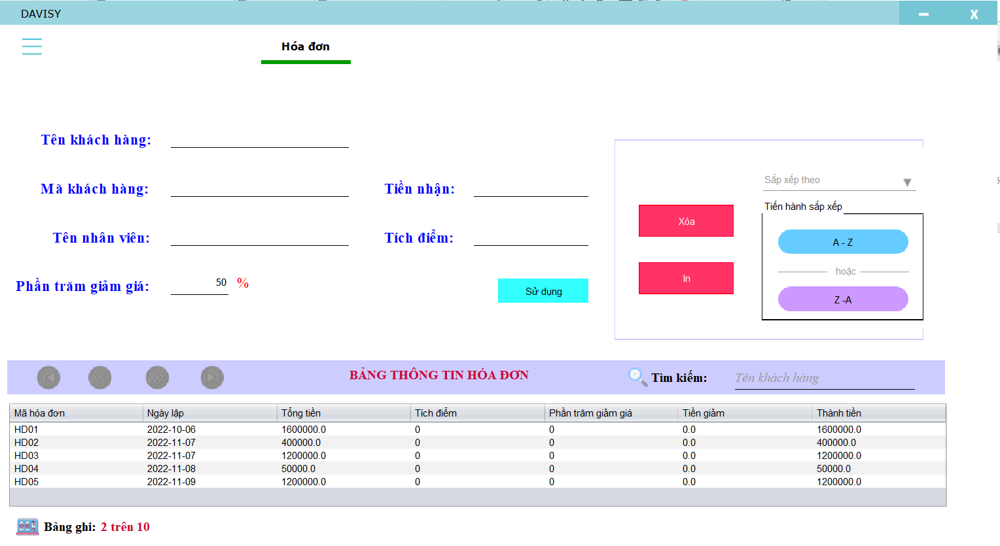 DAVISY
Hóa đơn
Tên khách hàng:
Mã khách hàng:
Tiền nhận:
Tên nhân viên:
Tích điểm:
Phần trăm giảm giá:
50 %
Sử dụng
Xóa
In
Sắp xếp theo
Tiến hành sắp xếp
A - Z
hoặc
Z -A
BẢNG THÔNG TIN HÓA ĐƠN
Tìm kiếm:
Tên khách hàng
Mã hóa đơn Ngày lập Tổng tiền Tích điểm Phần trăm giảm giá Tiền giảm Thành tiền
HD01 2022-10-06 1600000.0 0 0 0.0 1600000.0
HD02 2022-11-07 400000.0 0 0 0.0 400000.0
HD03 2022-11-07 1200000.0 0 0 0.0 1200000.0
HD04 2022-11-08 50000.0 0 0 0.0 50000.0
HD05 2022-11-09 1200000.0 0 0 0.0 1200000.0
Bảng ghi: 2 trên 10